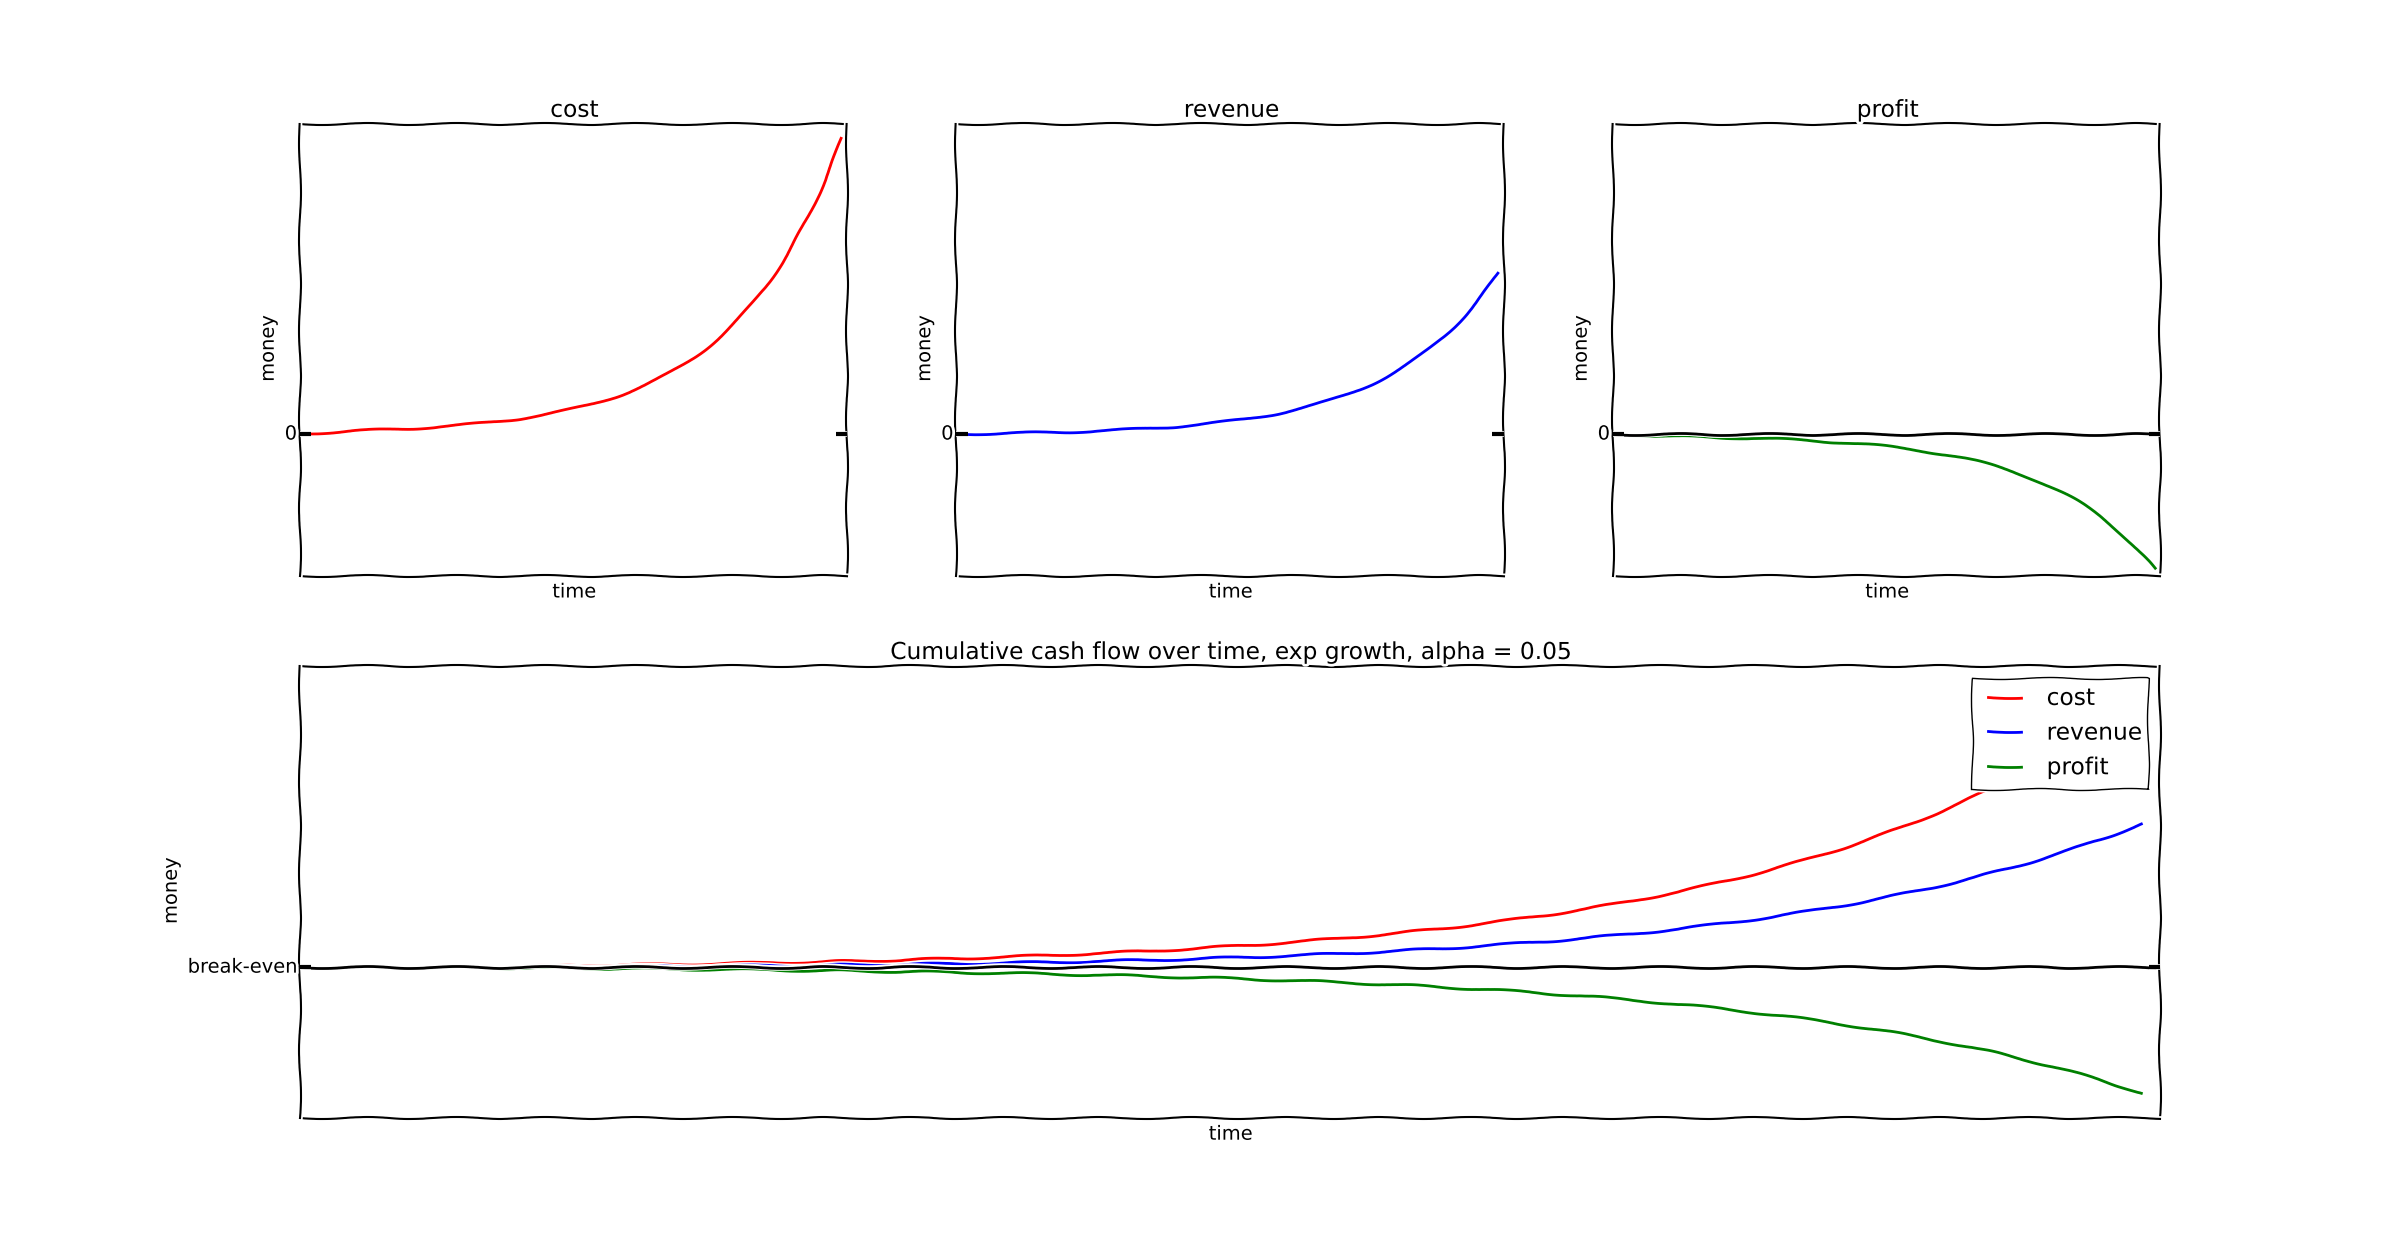 cost
revenue
profit
money
money
money
0
0
0
time
time
time
Cumulative cash flow over time, exp growth, alpha = 0.05
cost
revenue
profit
money
break-even
time